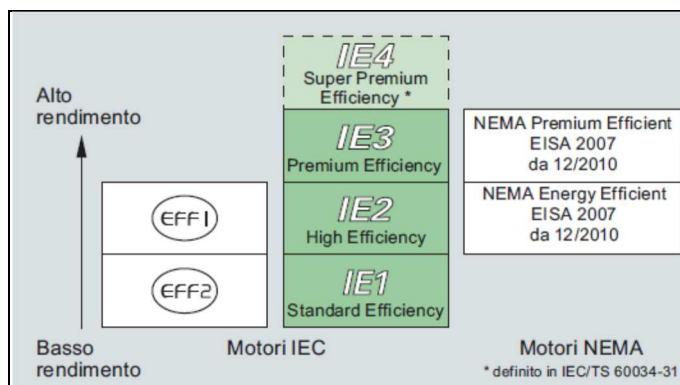 IE4
Super Premium
Efficiency *
Alto
rendimento
IE3
Premium Efficiency
NEMA Premium Efficient
EISA 2007
da 12/2010
EFF1
IE2
High Efficiency
NEMA Energy Efficient
EISA 2007
da 12/2010
EFF2
IE1
Standard Efficiency
Basso
rendimento
Motori IEC
Motori NEMA
* definito in IEC/TS 60034-31